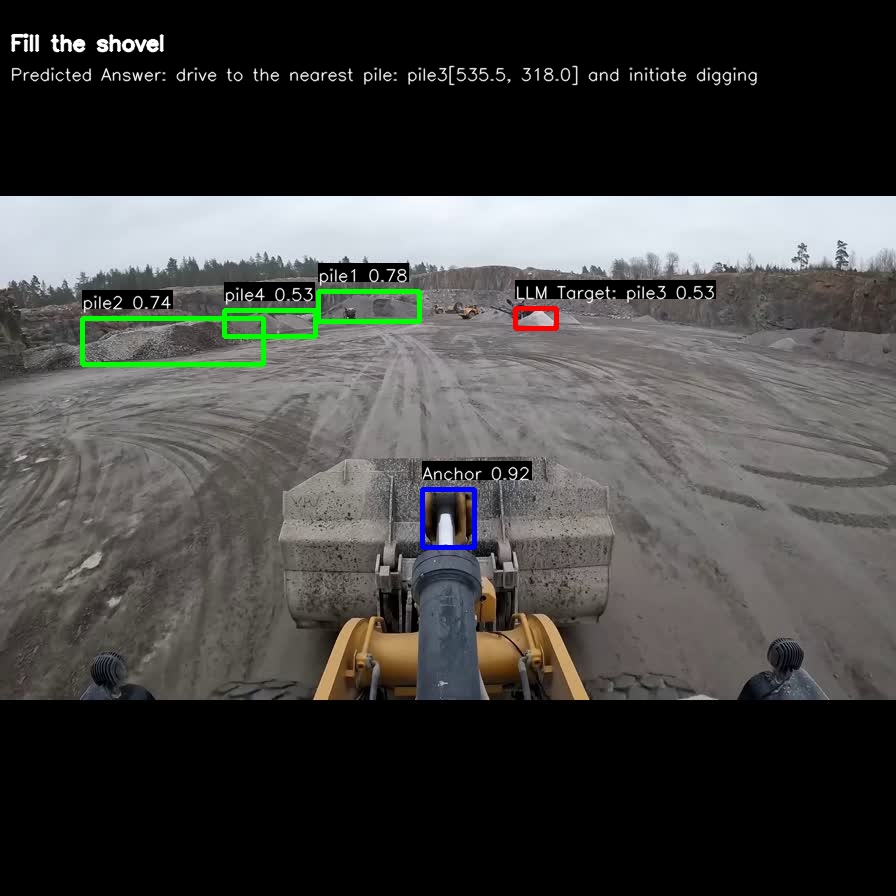 Fill the shovel
Predicted Answer: drive to the nearest pile: pile3[535.5, 318.0] and initiate digging
pile1 0.78
pile4 0.53
pile2 0.74
LLM Target: pile3 0.53
Anchor 0.92